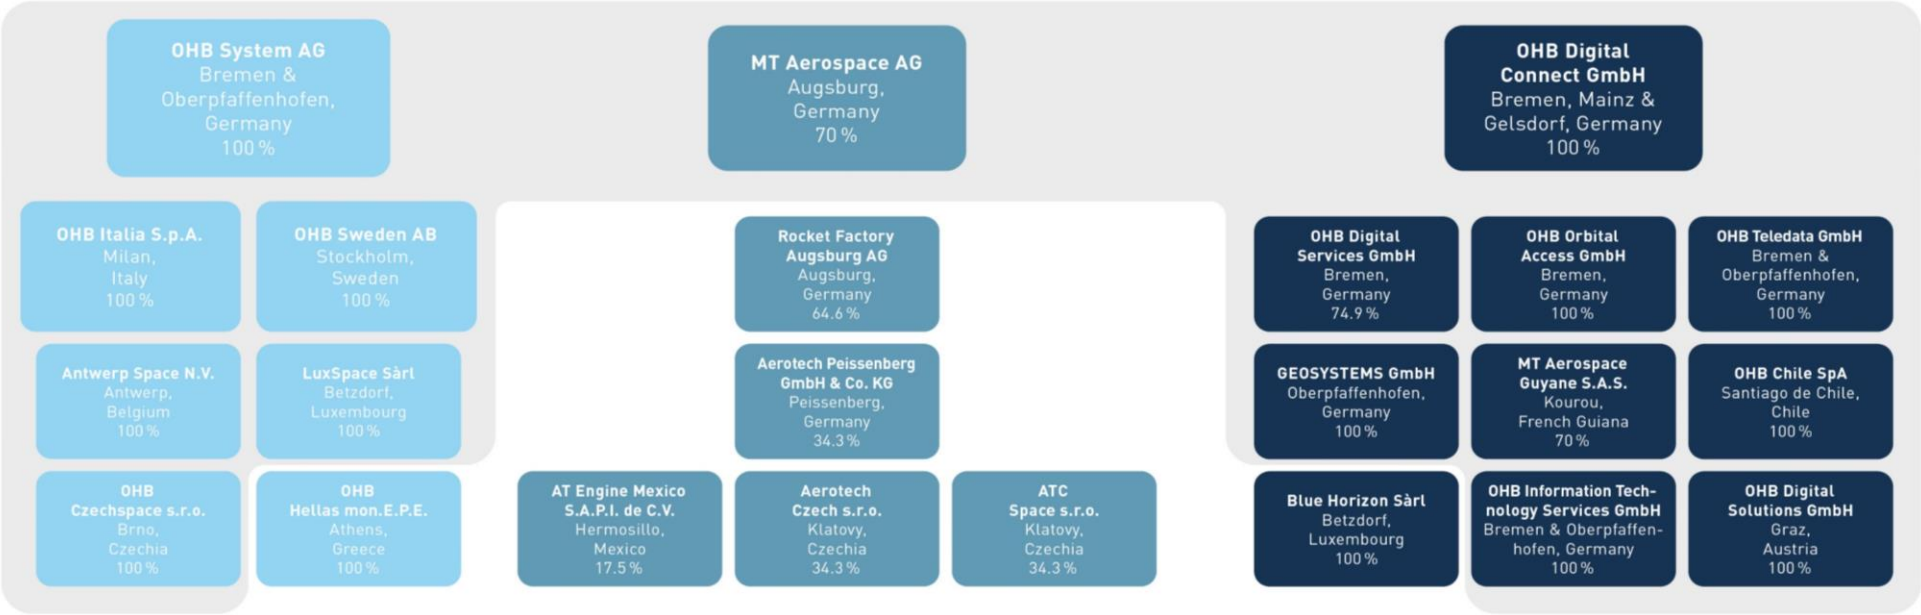 OHB System AG
Bremen &
Oberpfaffenhofen,
Germany
100 %
MT Aerospace AG
Augsburg,
Germany
70 %
OHB Digital
Connect GmbH
Bremen, Mainz &
Gelsdorf, Germany
100 %
OHB Italia S.p.A.
Milan,
Italy
100 %
OHB Sweden AB
Stockholm,
Sweden
100 %
Rocket Factory
Augsburg AG
Augsburg,
Germany
64.6 %
OHB Digital
Services GmbH
Bremen,
Germany
74.9 %
OHB Orbital
Access GmbH
Bremen,
Germany
100 %
OHB Teledata GmbH
Bremen &
Oberpfaffenhofen,
Germany
100 %
Antwerp Space N.V.
Antwerp,
Belgium
100 %
LuxSpace Sàrl
Betzdorf,
Luxembourg
100 %
Aerotech Peissenberg
GmbH & Co. KG
Peissenberg,
Germany
34.3 %
GEOSYSTEMS GmbH
Oberpfaffenhofen,
Germany
100 %
MT Aerospace
Guyane S.A.S.
Kourou,
French Guiana
70 %
OHB Chile SpA
Santiago de Chile,
Chile
100 %
OHB
Czechspace s.r.o.
Brno,
Czechia
100 %
OHB
Hellas mon.E.P.E.
Athens,
Greece
100 %
AT Engine Mexico
S.A.P.I. de C.V.
Hermosillo,
Mexico
17.5 %
Aerotech
Czech s.r.o.
Klatovy,
Czechia
34.3 %
ATC
Space s.r.o.
Klatovy,
Czechia
34.3 %
Blue Horizon Sàrl
Betzdorf,
Luxembourg
100 %
OHB Information Tech-
nology Services GmbH
Bremen & Oberpfaffen-
hofen, Germany
100 %
OHB Digital
Solutions GmbH
Graz,
Austria
100 %